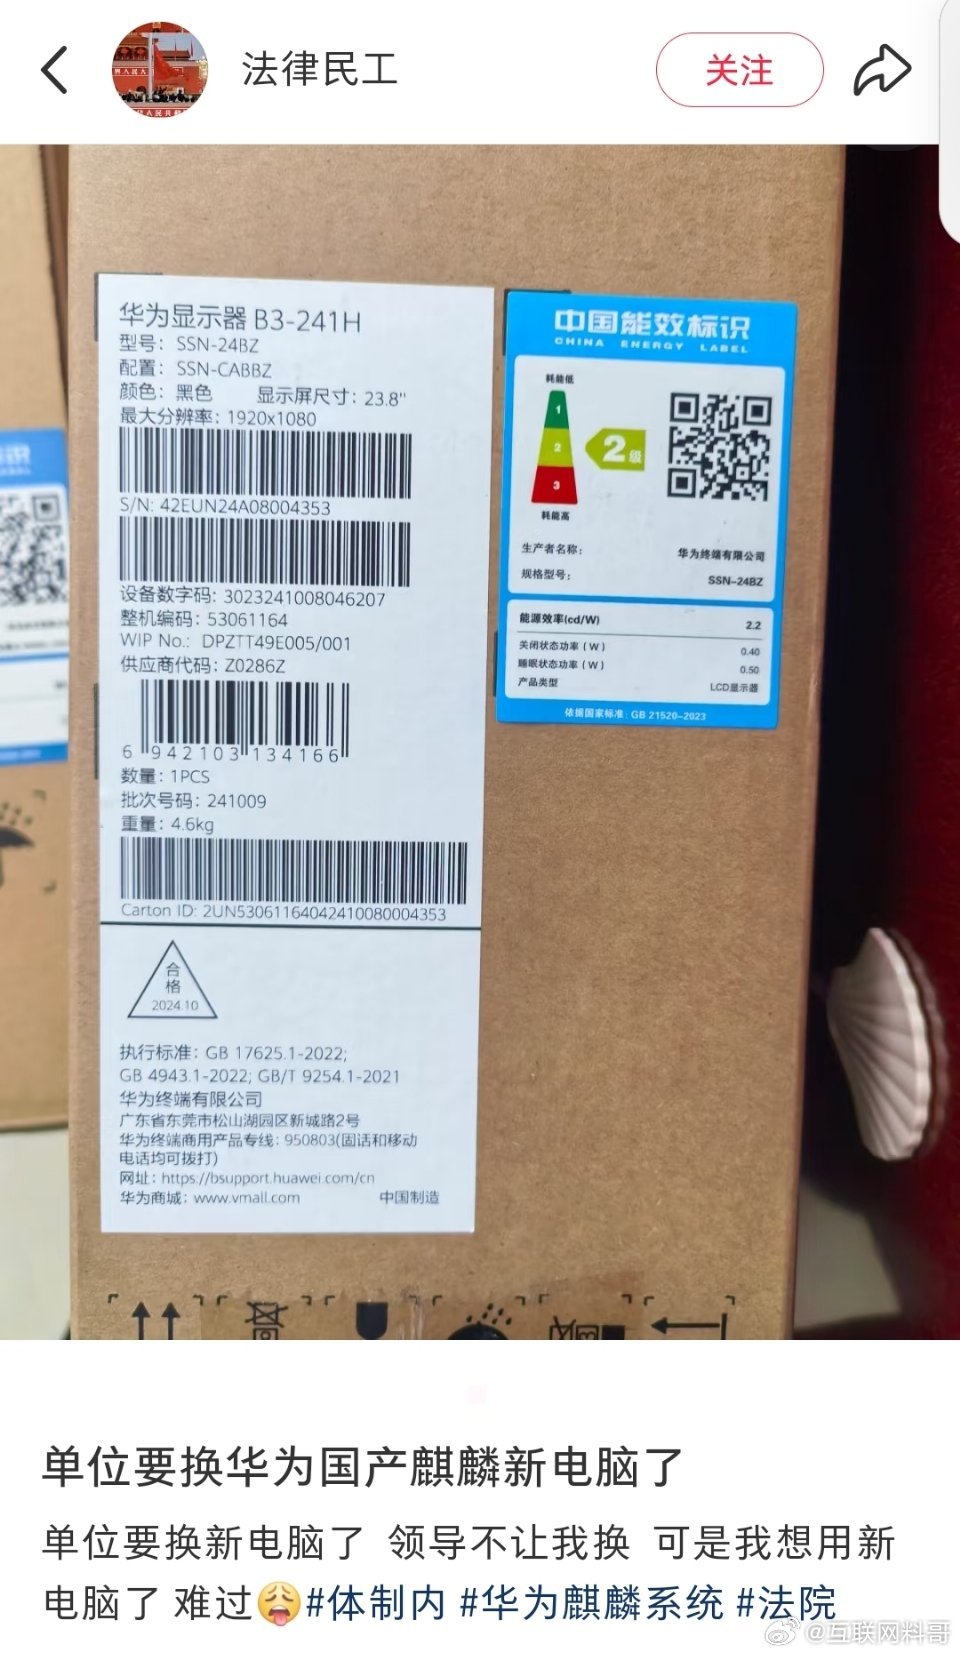 法律民工
关注
华为显示器 B3-241H
型号： SSN-24BZ
配置： SSN-CABBZ
颜色：黑色 显示屏尺寸：23.8"
最大分辨率：1920x1080
S/N: 42EUN24A08004353
设备数字码: 3023241008046207
整机编码: 53061164
WIP No.: DPZTT49E005/001
供应商代码: Z0286Z
6 942103 134166
数量: 1PCS
批次号码: 241009
重量: 4.6kg
Carton ID: 2UN53061164042410080004353
合
格
2024.10
执行标准：GB 17625.1-2022;
GB 4943.1-2022; GB/T 9254.1-2021
华为终端有限公司
广东省东莞市松山湖园区新城路2号
华为终端商用产品专线: 950803(固话和移动
电话均可拨打)
网址: https://bsupport.huawei.com/cn
华为商城: www.vmall.com 中国制造
中国能效标识
CHINA ENERGY LABEL
耗能低
1
2
3
2级
耗能高
生产者名称： 华为终端有限公司
规格型号： SSN-24BZ
能源效率(cd/W) 2.2
关闭状态功率（W） 0.40
睡眠状态功率（W） 0.50
产品类型 LCD显示器
依据国家标准：GB 21520-2023
单位要换华为国产麒麟新电脑了
单位要换新电脑了 领导不让我换 可是我想用新
电脑了 难过😩#体制内 #华为麒麟系统 #法院
@互联网料哥